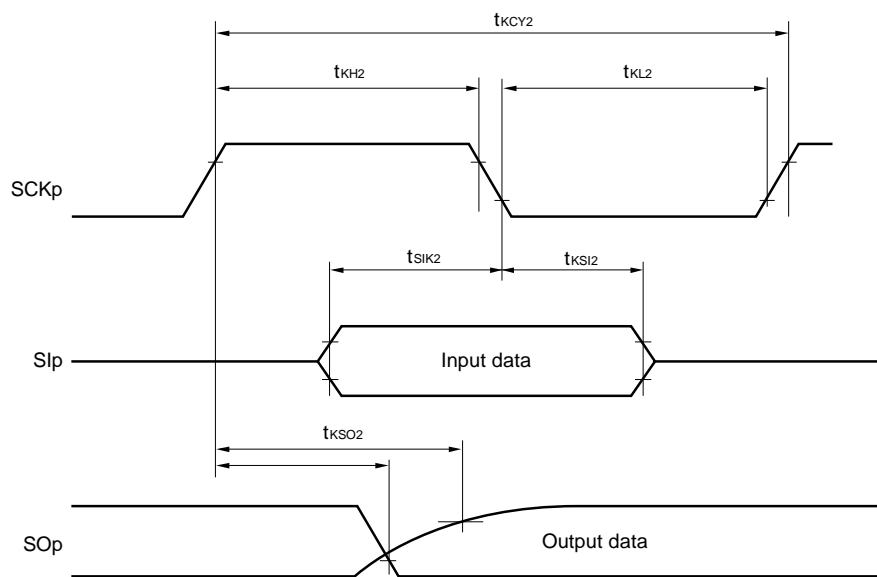 tKCY2
tKH2
tKL2
SCKp
tSIK2
tKSI2
SIp
Input data
tKSO2
SOp
Output data